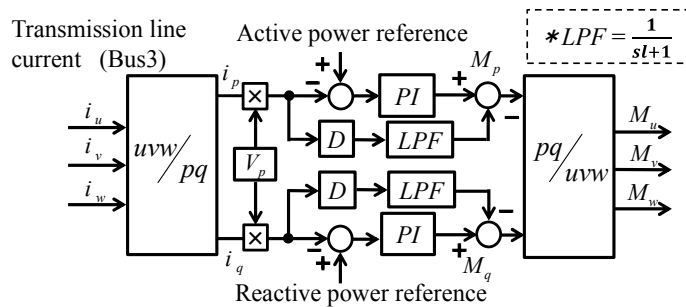 Transmission line
current (Bus3)
Active power reference
*LPF = 1/(sl+1)
i_p
M_p
+
−
+
−
×
PI
i_u
i_v
i_w
uvw/pq
D
LPF
V_p
pq/uvw
M_u
M_v
M_w
D
LPF
−
×
−
+
PI
+
−
i_q
M_q
Reactive power reference